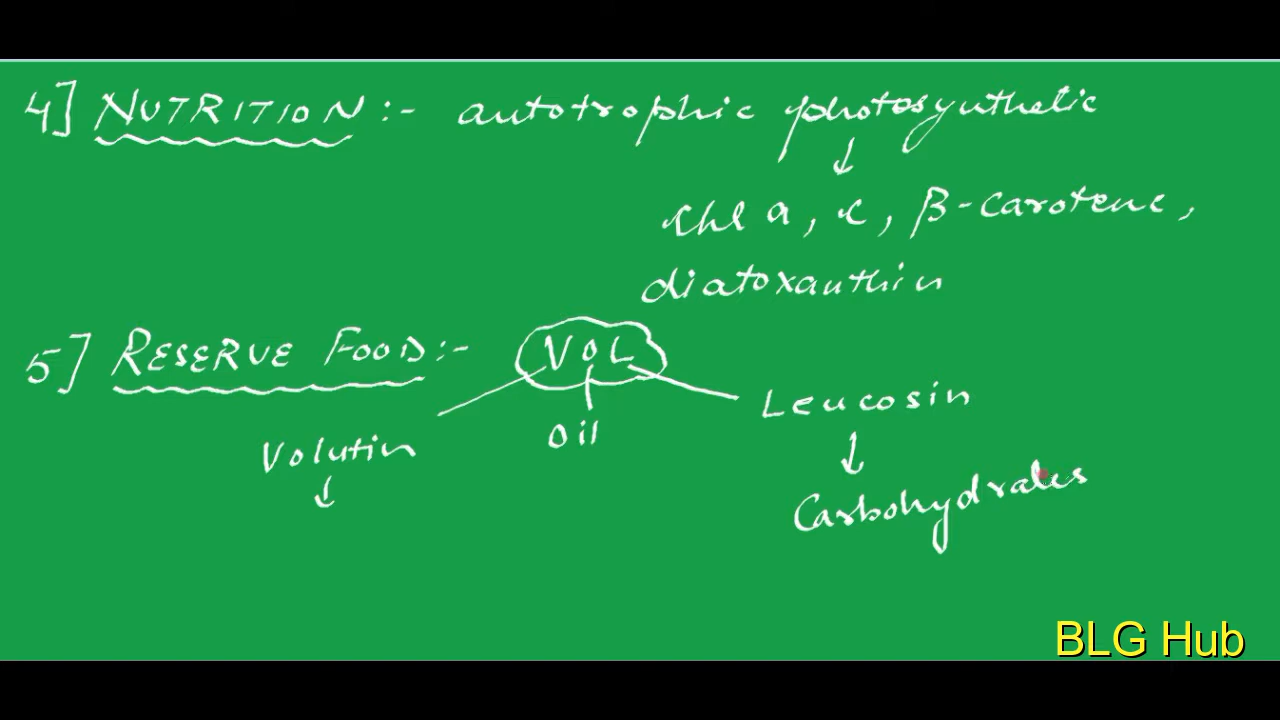 4] NUTRITION :- autotrophic photosynthetic
↓
chl a, c, β-carotene,
diatoxanthin
5] RESERVE FOOD :- VOL
Leucosin
Oil
Volutin
↓
↓
Carbohydrates
BLG Hub